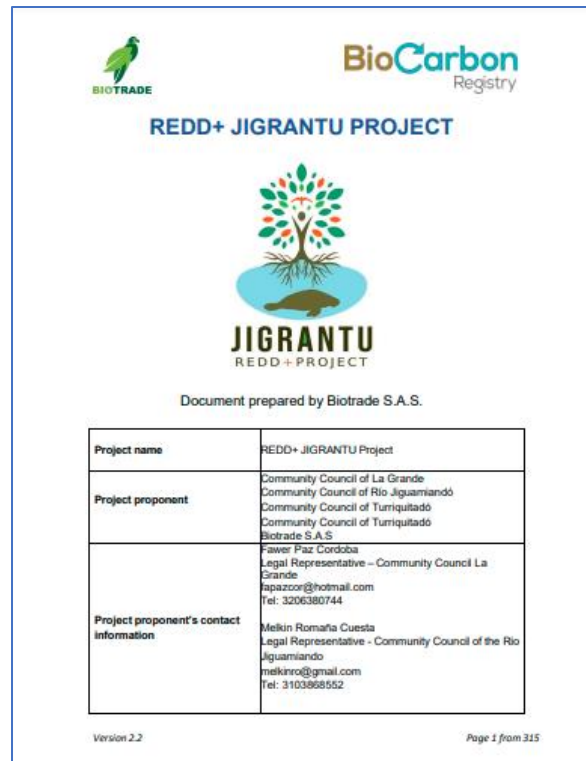 BIOTRADE
BioCarbon
Registry
REDD+ JIGRANTU PROJECT
JIGRANTU
REDD+PROJECT
Document prepared by Biotrade S.A.S.
Project name
REDD+ JIGRANTU Project
Project proponent
Community Council of La Grande
Community Council of Río Jiguamiandó
Community Council of Turriquitadó
Community Council of Turriquitadó
Biotrade S.A.S
Project proponent's contact
information
Fawer Paz Cordoba
Legal Representative – Community Council La
Grande
fapazcor@hotmail.com
Tel: 3206380744
Melkin Romaña Cuesta
Legal Representative - Community Council of the Rio
Jiguamiando
melkinro@gmail.com
Tel: 3103868552
Version 2.2
Page 1 from 315